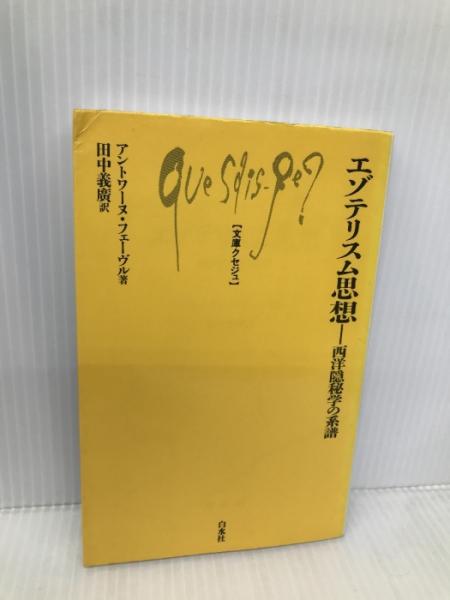 エゾテリスム思想―西洋隠秘学の系譜
Que sais-je?
【文庫クセジュ】
アントワーヌ・フェーヴル著
田中義廣訳
白水社